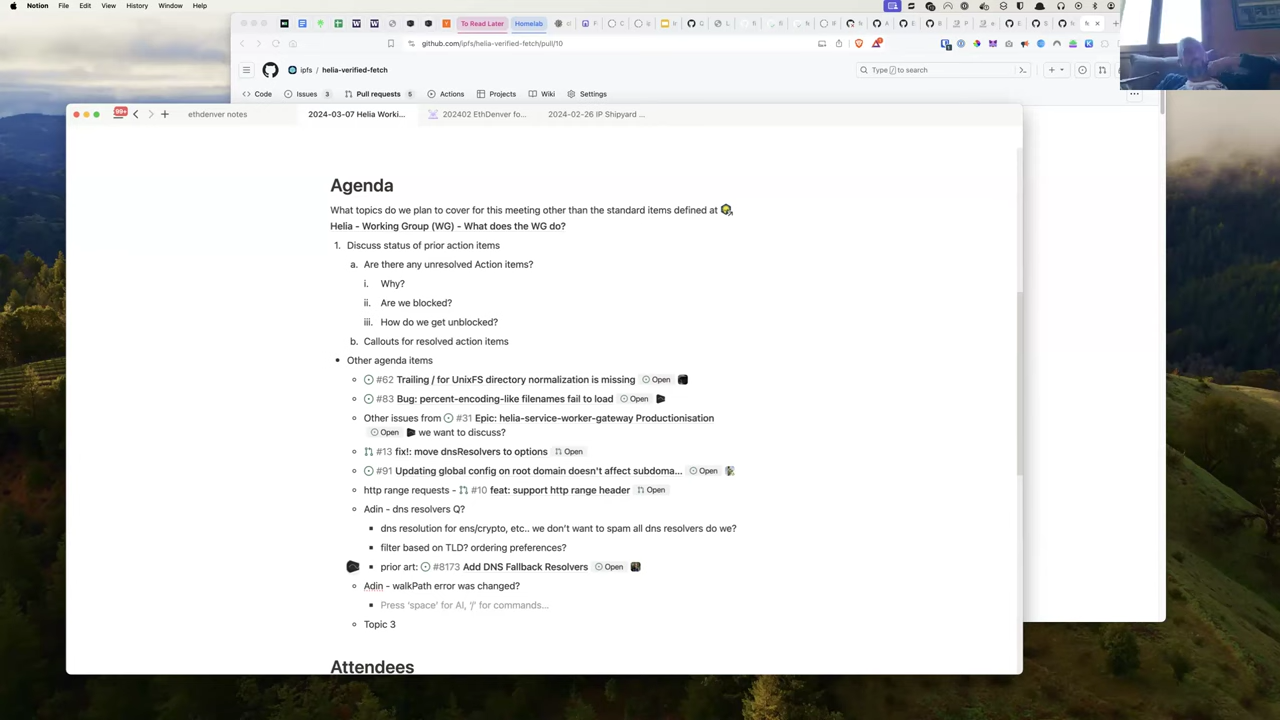 Notion File Edit View History Window Help
To Read Later Homelab
github.com/ipfs/helia-verified-fetch/pull/10
ipfs / helia-verified-fetch
Type / to search
Code Issues 3 Pull requests 5 Actions Projects Wiki Settings
99+ ethdenver notes 2024-03-07 Helia Worki... 202402 EthDenver fo... 2024-02-26 IP Shipyard ...
Agenda
What topics do we plan to cover for this meeting other than the standard items defined at
Helia - Working Group (WG) - What does the WG do?
1. Discuss status of prior action items
a. Are there any unresolved Action items?
i. Why?
ii. Are we blocked?
iii. How do we get unblocked?
b. Callouts for resolved action items
Other agenda items
#62 Trailing / for UnixFS directory normalization is missing Open
#83 Bug: percent-encoding-like filenames fail to load Open
Other issues from #31 Epic: helia-service-worker-gateway Productionisation
Open we want to discuss?
#13 fix!: move dnsResolvers to options Open
#91 Updating global config on root domain doesn't affect subdoma... Open
http range requests - #10 feat: support http range header Open
Adin - dns resolvers Q?
dns resolution for ens/crypto, etc.. we don't want to spam all dns resolvers do we?
filter based on TLD? ordering preferences?
prior art: #8173 Add DNS Fallback Resolvers Open
Adin - walkPath error was changed?
Press 'space' for AI, '/' for commands...
Topic 3
Attendees